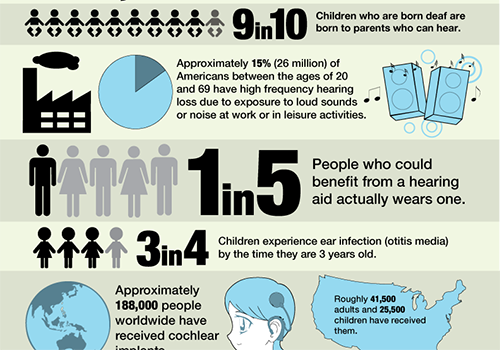 9in10
Children who are born deaf are
born to parents who can hear.
Approximately 15% (26 million) of
Americans between the ages of 20
and 69 have high frequency hearing
loss due to exposure to loud sounds
or noise at work or in leisure activities.
1in5
People who could
benefit from a hearing
aid actually wears one.
3in4
Children experience ear infection (otitis media)
by the time they are 3 years old.
Approximately
188,000 people
worldwide have
received cochlear
implants
Roughly 41,500
adults and 25,500
children have received
them.